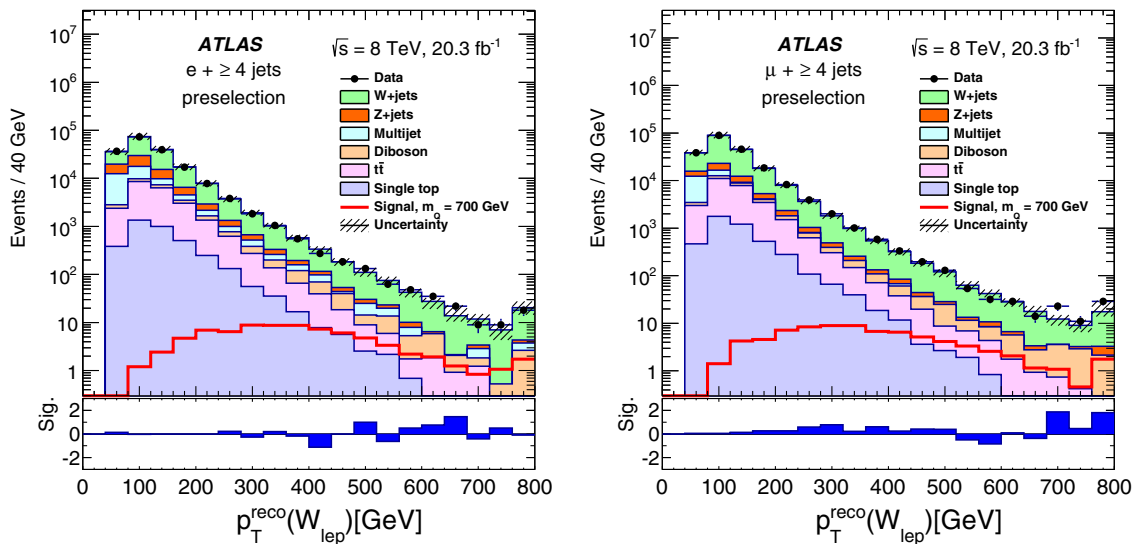 Events / 40 GeV
10⁷
10⁶
10⁵
10⁴
10³
10²
10
1
ATLAS
e + ≥ 4 jets
preselection
√s = 8 TeV, 20.3 fb⁻¹
Data
W+jets
Z+jets
Multijet
Diboson
tt̄
Single top
Signal, m_Q = 700 GeV
Uncertainty
Sig.
2
0
-2
0 100 200 300 400 500 600 700 800
p_T^reco(W_lep)[GeV]
Events / 40 GeV
10⁷
10⁶
10⁵
10⁴
10³
10²
10
1
ATLAS
μ + ≥ 4 jets
preselection
√s = 8 TeV, 20.3 fb⁻¹
Data
W+jets
Z+jets
Multijet
Diboson
tt̄
Single top
Signal, m_Q = 700 GeV
Uncertainty
Sig.
2
0
-2
0 100 200 300 400 500 600 700 800
p_T^reco(W_lep)[GeV]